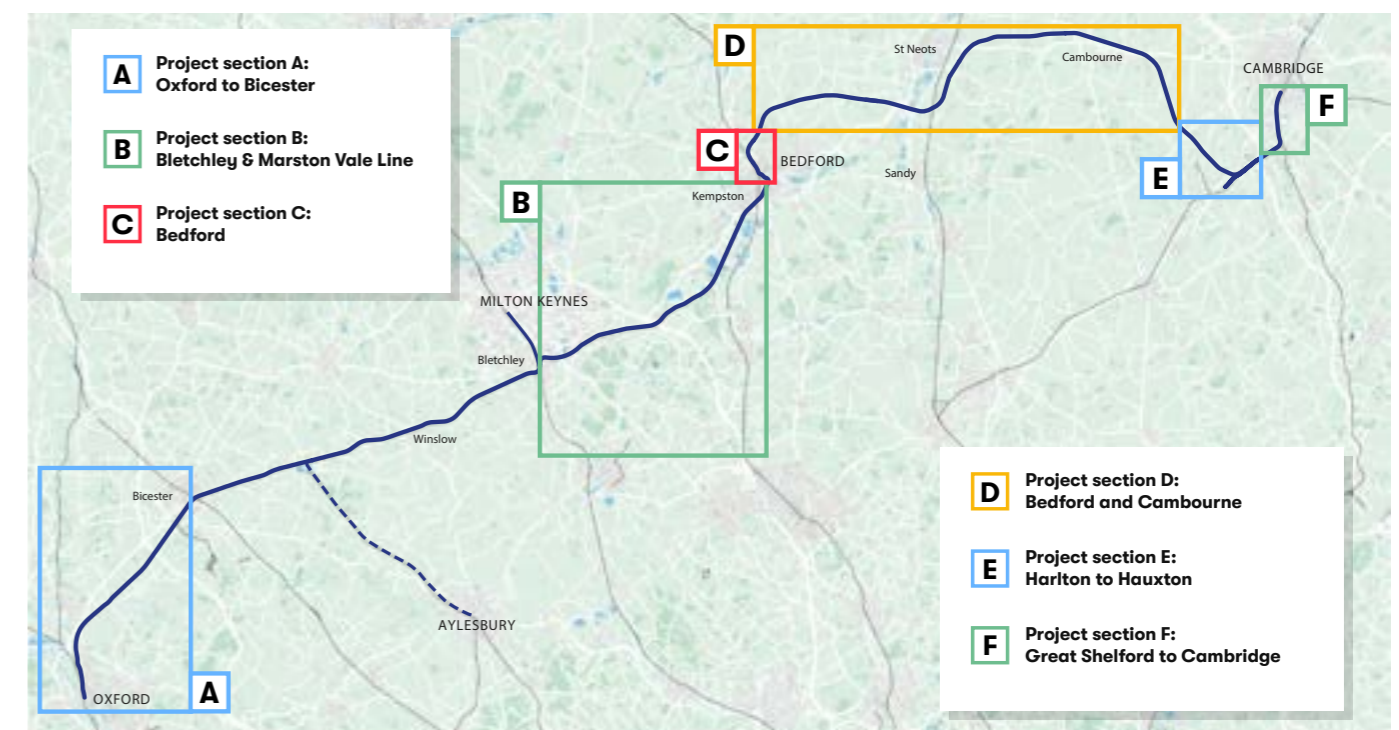 A
Project section A:
Oxford to Bicester
B
Project section B:
Bletchley & Marston Vale Line
C
Project section C:
Bedford
D
St Neots
Cambourne
CAMBRIDGE
F
C
BEDFORD
Sandy
E
B
Kempston
MILTON KEYNES
Bletchley
Winslow
Bicester
AYLESBURY
OXFORD
A
D
Project section D:
Bedford and Cambourne
E
Project section E:
Harlton to Hauxton
F
Project section F:
Great Shelford to Cambridge